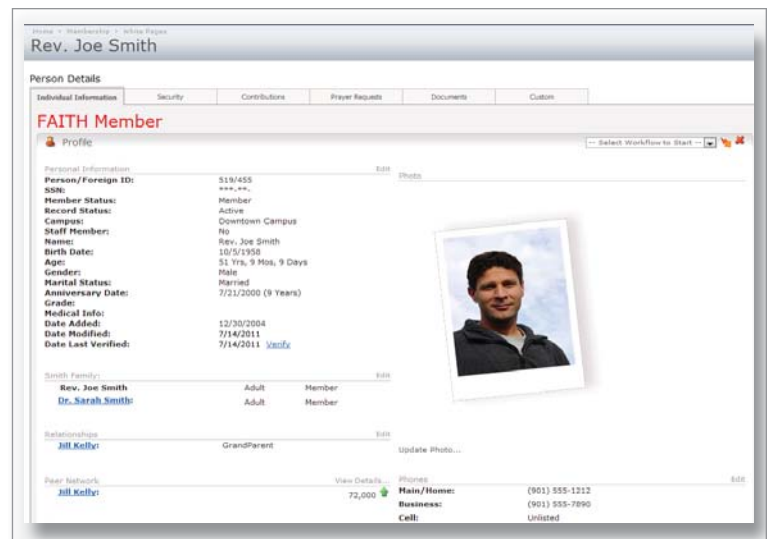 Home > Membership > White Pages
Rev. Joe Smith
Person Details
Individual Information Security Contributions Prayer Requests Documents Custom
FAITH Member
Profile -- Select Workflow to Start --
Personal Information Edit
Person/Foreign ID: 519/455
SSN: ***-**-
Member Status: Member
Record Status: Active
Campus: Downtown Campus
Staff Member: No
Name: Rev. Joe Smith
Birth Date: 10/5/1958
Age: 51 Yrs, 9 Mos, 9 Days
Gender: Male
Marital Status: Married
Anniversary Date: 7/21/2000 (9 Years)
Grade:
Medical Info:
Date Added: 12/30/2004
Date Modified: 7/14/2011
Date Last Verified: 7/14/2011 Verify
Smith Family: Edit
Rev. Joe Smith Adult Member
Dr. Sarah Smith: Adult Member
Relationships Edit
Jill Kelly: GrandParent
Peer Network View Details...
Jill Kelly: 72,000
Photo
Update Photo...
Phones Edit
Main/Home: (901) 555-1212
Business: (901) 555-7890
Cell: Unlisted